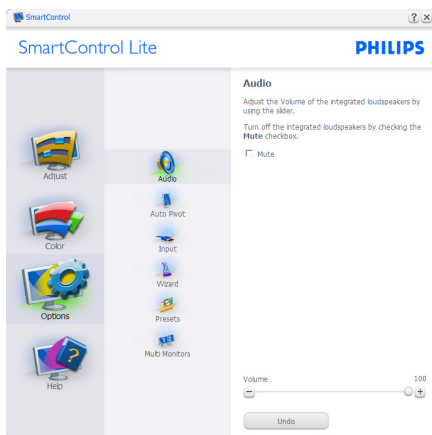 SmartControl
SmartControl Lite
PHILIPS
Adjust
Color
Options
Help
Audio
Auto Pivot
Input
Wizard
Presets
Multi Monitors
Audio
Adjust the Volume of the integrated loudspeakers by
using the slider.
Turn off the integrated loudspeakers by checking the
Mute checkbox.
Mute
Volume
100
Undo